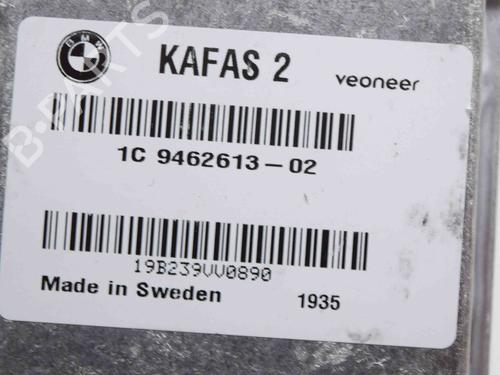 BMW
KAFAS 2
veoneer
1C 9462613-02
19B239VV0890
Made in Sweden
1935
B-PARTS